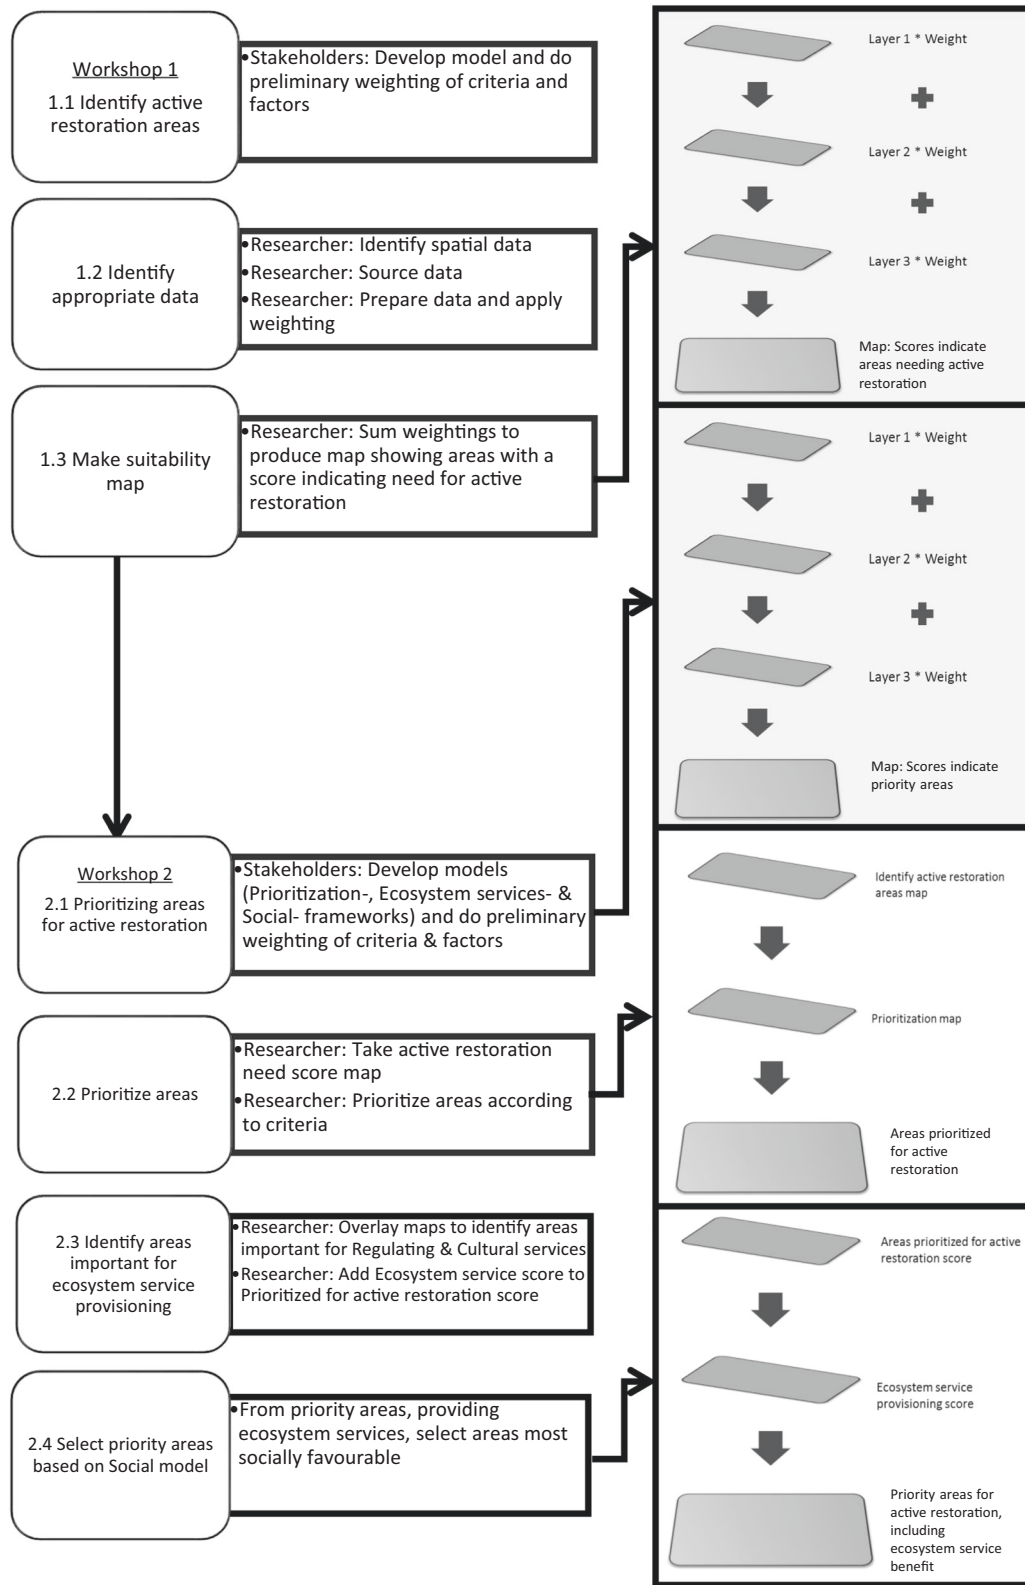 Workshop 1
1.1 Identify active
restoration areas
•Stakeholders: Develop model and do
preliminary weighting of criteria and
factors
1.2 Identify
appropriate data
•Researcher: Identify spatial data
•Researcher: Source data
•Researcher: Prepare data and apply
weighting
1.3 Make suitability
map
•Researcher: Sum weightings to
produce map showing areas with a
score indicating need for active
restoration
Workshop 2
2.1 Prioritizing areas
for active restoration
•Stakeholders: Develop models
(Prioritization-, Ecosystem services- &
Social- frameworks) and do preliminary
weighting of criteria & factors
2.2 Prioritize areas
•Researcher: Take active restoration
need score map
•Researcher: Prioritize areas according
to criteria
2.3 Identify areas
important for
ecosystem service
provisioning
•Researcher: Overlay maps to identify areas
important for Regulating & Cultural services
•Researcher: Add Ecosystem service score to
Prioritized for active restoration score
2.4 Select priority areas
based on Social model
•From priority areas, providing
ecosystem services, select areas most
socially favourable
Layer 1 * Weight
Layer 2 * Weight
Layer 3 * Weight
Map: Scores indicate
areas needing active
restoration
Layer 1 * Weight
Layer 2 * Weight
Layer 3 * Weight
Map: Scores indicate
priority areas
Identify active restoration
areas map
Prioritization map
Areas prioritized
for active
restoration
Areas prioritized for active
restoration score
Ecosystem service
provisioning score
Priority areas for
active restoration,
including
ecosystem service
benefit